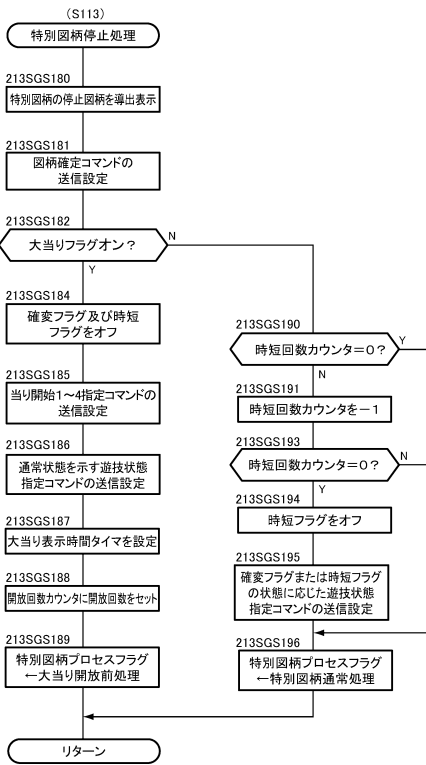 (S113)
特別図柄停止処理
213SGS180
特別図柄の停止図柄を導出表示
213SGS181
図柄確定コマンドの
送信設定
213SGS182
大当りフラグオン?
N
Y
213SGS184
確変フラグ及び時短
フラグをオフ
213SGS185
当り開始1~4指定コマンドの
送信設定
213SGS186
通常状態を示す遊技状態
指定コマンドの送信設定
213SGS187
大当り表示時間タイマを設定
213SGS188
開放回数カウンタに開放回数をセット
213SGS189
特別図柄プロセスフラグ
←大当り開放前処理
213SGS190
時短回数カウンタ=0?
Y
N
213SGS191
時短回数カウンタを-1
213SGS193
時短回数カウンタ=0?
N
Y
213SGS194
時短フラグをオフ
213SGS195
確変フラグまたは時短フラグ
の状態に応じた遊技状態
指定コマンドの送信設定
213SGS196
特別図柄プロセスフラグ
←特別図柄通常処理
リターン